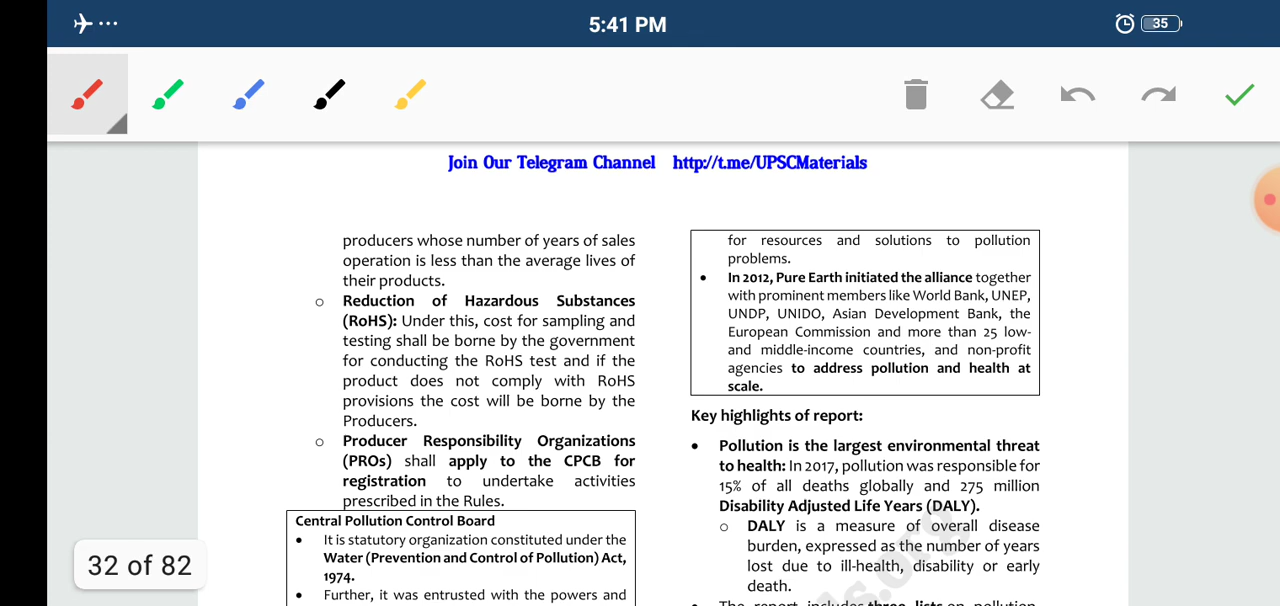 5:41 PM
35
Join Our Telegram Channel http://t.me/UPSCMaterials
producers whose number of years of sales
operation is less than the average lives of
their products.
o Reduction of Hazardous Substances
(RoHS): Under this, cost for sampling and
testing shall be borne by the government
for conducting the RoHS test and if the
product does not comply with RoHS
provisions the cost will be borne by the
Producers.
o Producer Responsibility Organizations
(PROs) shall apply to the CPCB for
registration to undertake activities
prescribed in the Rules.
Central Pollution Control Board
• It is statutory organization constituted under the
Water (Prevention and Control of Pollution) Act,
1974.
• Further, it was entrusted with the powers and
for resources and solutions to pollution
problems.
• In 2012, Pure Earth initiated the alliance together
with prominent members like World Bank, UNEP,
UNDP, UNIDO, Asian Development Bank, the
European Commission and more than 25 low-
and middle-income countries, and non-profit
agencies to address pollution and health at
scale.
Key highlights of report:
• Pollution is the largest environmental threat
to health: In 2017, pollution was responsible for
15% of all deaths globally and 275 million
Disability Adjusted Life Years (DALY).
o DALY is a measure of overall disease
burden, expressed as the number of years
lost due to ill-health, disability or early
death.
• The report includes three lists on pollution
32 of 82